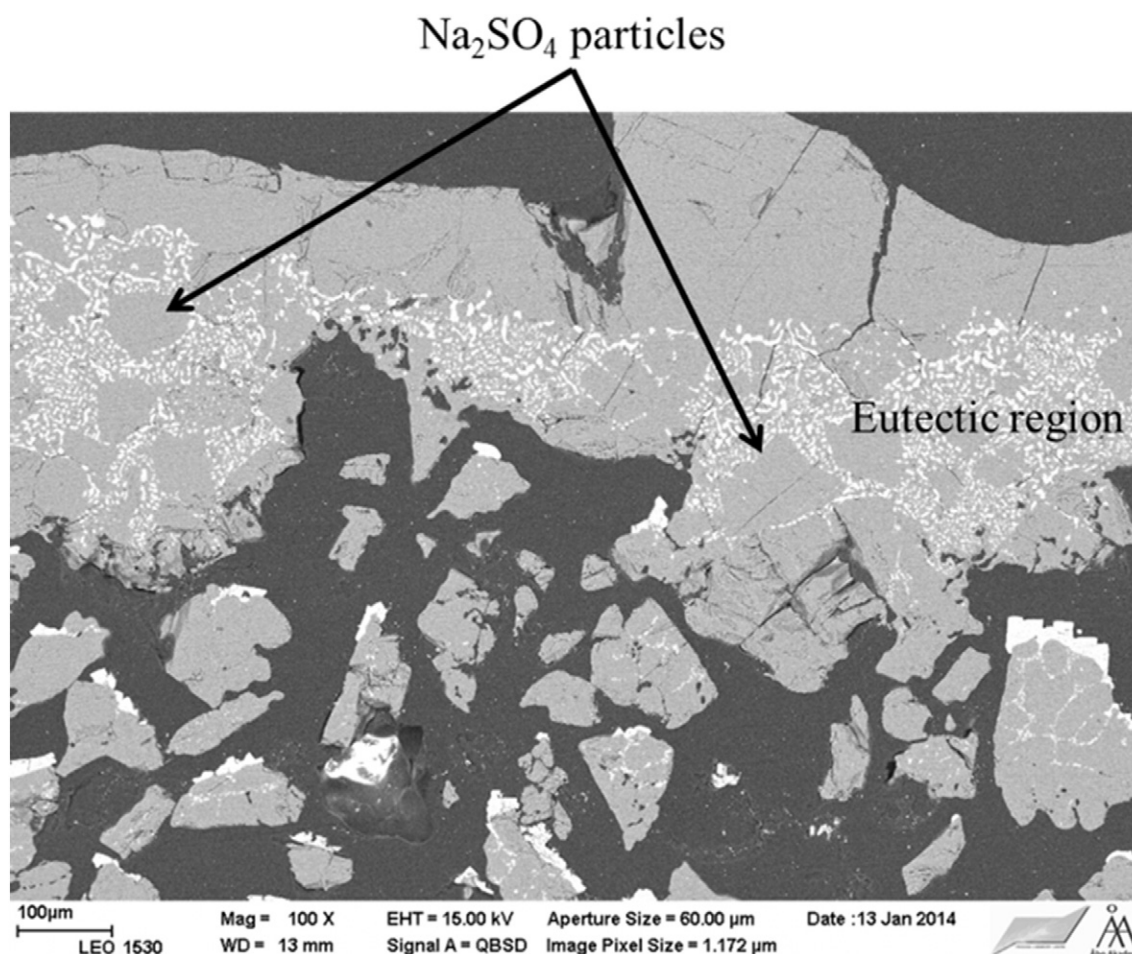 Na₂SO₄ particles
Eutectic region
100µm
LEO 1530
Mag = 100 X
WD = 13 mm
EHT = 15.00 kV
Signal A = QBSD
Aperture Size = 60.00 µm
Image Pixel Size = 1.172 µm
Date :13 Jan 2014